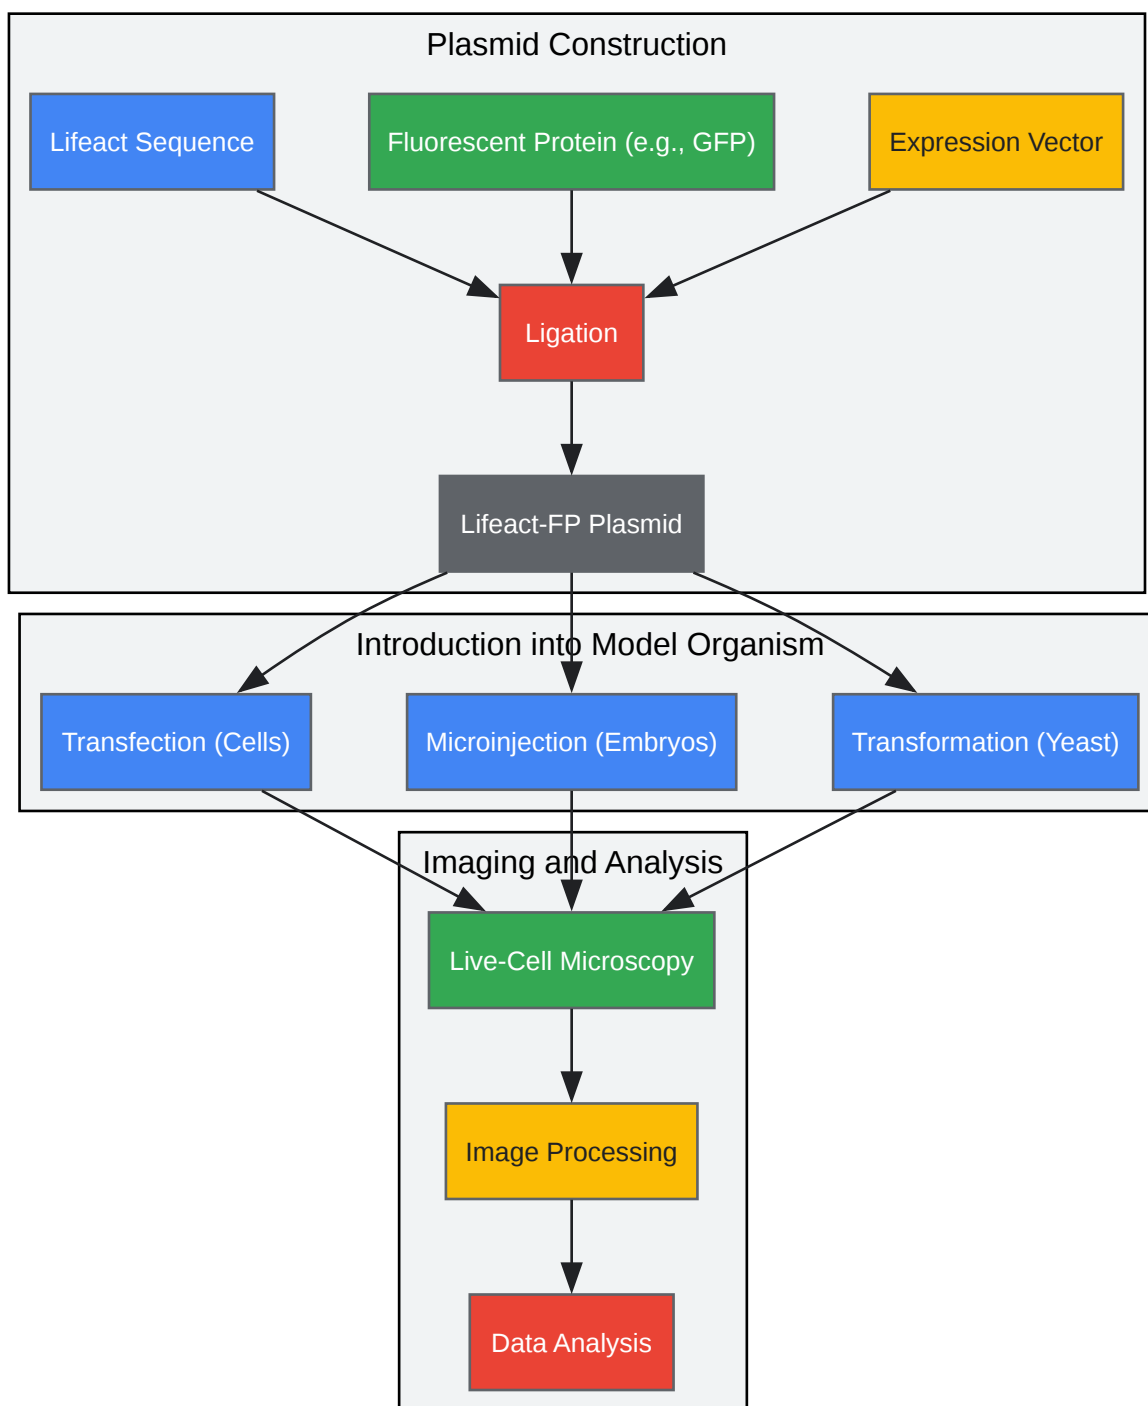 Plasmid Construction
Lifeact Sequence
Fluorescent Protein (e.g., GFP)
Expression Vector
Ligation
Lifeact-FP Plasmid
Introduction into Model Organism
Transfection (Cells)
Microinjection (Embryos)
Transformation (Yeast)
Imaging and Analysis
Live-Cell Microscopy
Image Processing
Data Analysis